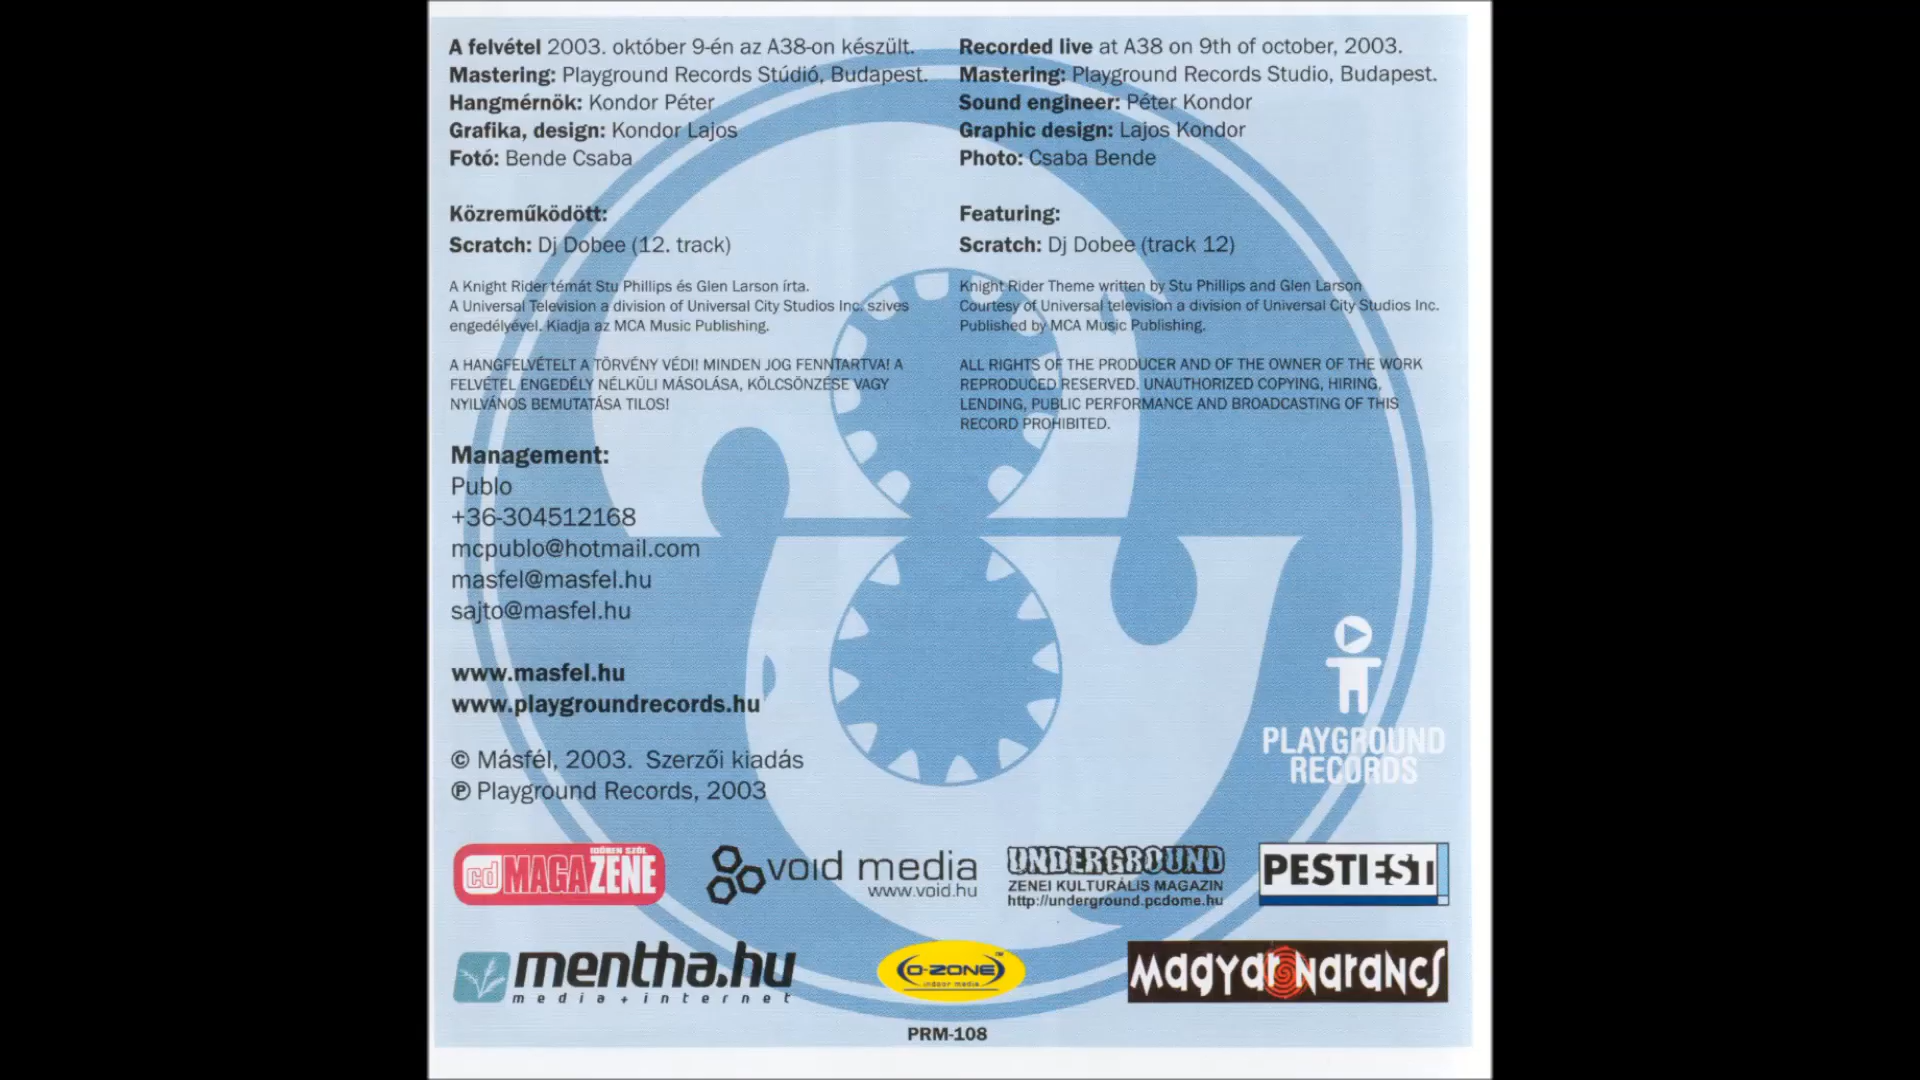 A felvétel 2003. október 9-én az A38-on készült.
Mastering: Playground Records Stúdió, Budapest.
Hangmérnök: Kondor Péter
Grafika, design: Kondor Lajos
Fotó: Bende Csaba
Közreműködött:
Scratch: Dj Dobee (12. track)
A Knight Rider témát Stu Phillips és Glen Larson írta.
A Universal Television a division of Universal City Studios Inc. szives
engedélyével. Kiadja az MCA Music Publishing.
A HANGFELVÉTELT A TÖRVÉNY VÉDI! MINDEN JOG FENNTARTVA! A
FELVÉTEL ENGEDÉLY NÉLKÜLI MÁSOLÁSA, KÖLCSÖNZÉSE VAGY
NYILVÁNOS BEMUTATÁSA TILOS!
Management:
Publo
+36-304512168
mcpublo@hotmail.com
masfel@masfel.hu
sajto@masfel.hu
www.masfel.hu
www.playgroundrecords.hu
© Másfél, 2003. Szerzői kiadás
℗ Playground Records, 2003
Recorded live at A38 on 9th of october, 2003.
Mastering: Playground Records Studio, Budapest.
Sound engineer: Péter Kondor
Graphic design: Lajos Kondor
Photo: Csaba Bende
Featuring:
Scratch: Dj Dobee (track 12)
Knight Rider Theme written by Stu Phillips and Glen Larson
Courtesy of Universal television a division of Universal City Studios Inc.
Published by MCA Music Publishing.
ALL RIGHTS OF THE PRODUCER AND OF THE OWNER OF THE WORK
REPRODUCED RESERVED. UNAUTHORIZED COPYING, HIRING,
LENDING, PUBLIC PERFORMANCE AND BROADCASTING OF THIS
RECORD PROHIBITED.
PLAYGROUND
RECORDS
IDŐBEN SZÓL
cd MAGAZENE
void media
www.void.hu
UNDERGROUND
ZENEI KULTURÁLIS MAGAZIN
http://underground.pcdome.hu
PESTI EST
mentha.hu
media + internet
O-ZONE™
indoor media
Magyar Narancs
PRM-108